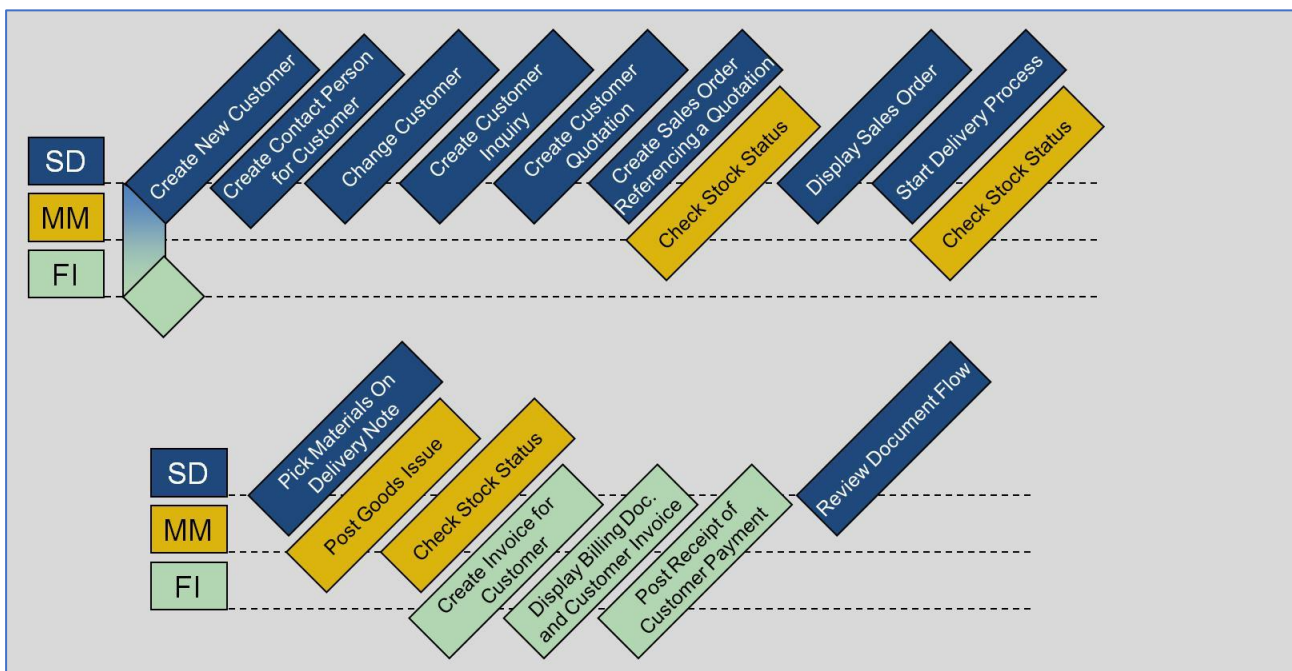 SD
MM
FI
Create New Customer
Create Contact Person
for Customer
Change Customer
Create Customer
Inquiry
Create Customer
Quotation
Create Sales Order
Referencing a Quotation
Check Stock Status
Display Sales Order
Start Delivery Process
Check Stock Status
SD
MM
FI
Pick Materials On
Delivery Note
Post Goods Issue
Check Stock Status
Create Invoice for
Customer
Display Billing Doc.
and Customer Invoice
Post Receipt of
Customer Payment
Review Document Flow